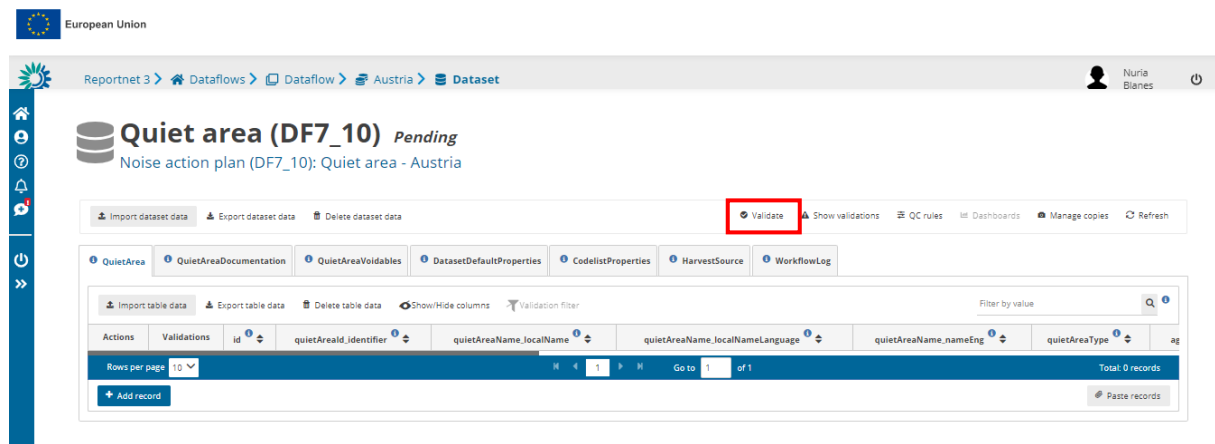 European Union
Reportnet 3 Dataflows Dataflow Austria Dataset
Nuria
Blanes
Quiet area (DF7_10) Pending
Noise action plan (DF7_10): Quiet area - Austria
Import dataset data Export dataset data Delete dataset data Validate Show validations QC rules Dashboards Manage copies Refresh
QuietArea QuietAreaDocumentation QuietAreaVoidables DatasetDefaultProperties CodelistProperties HarvestSource WorkflowLog
Import table data Export table data Delete table data Show/Hide columns Validation filter Filter by value
Actions Validations id quietAreaId_identifier quietAreaName_localName quietAreaName_localNameLanguage quietAreaName_nameEng quietAreaType ag
Rows per page 10 1 Go to 1 of 1 Total: 0 records
Add record Paste records